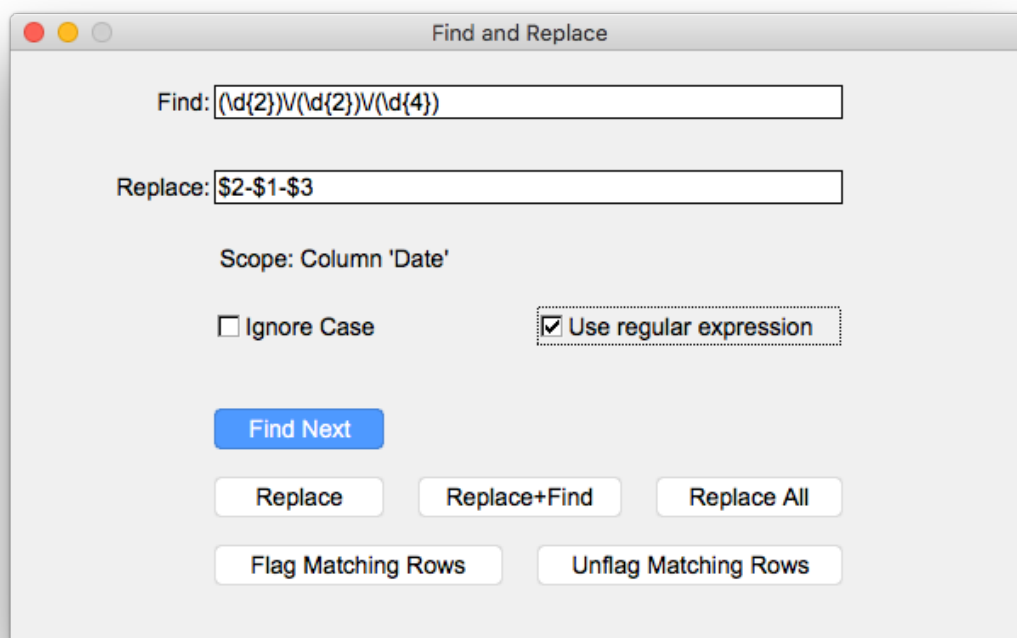 Find and Replace
Find: (\d{2})\/(\d{2})\/(\d{4})
Replace: $2-$1-$3
Scope: Column 'Date'
Ignore Case Use regular expression
Find Next
Replace Replace+Find Replace All
Flag Matching Rows Unflag Matching Rows